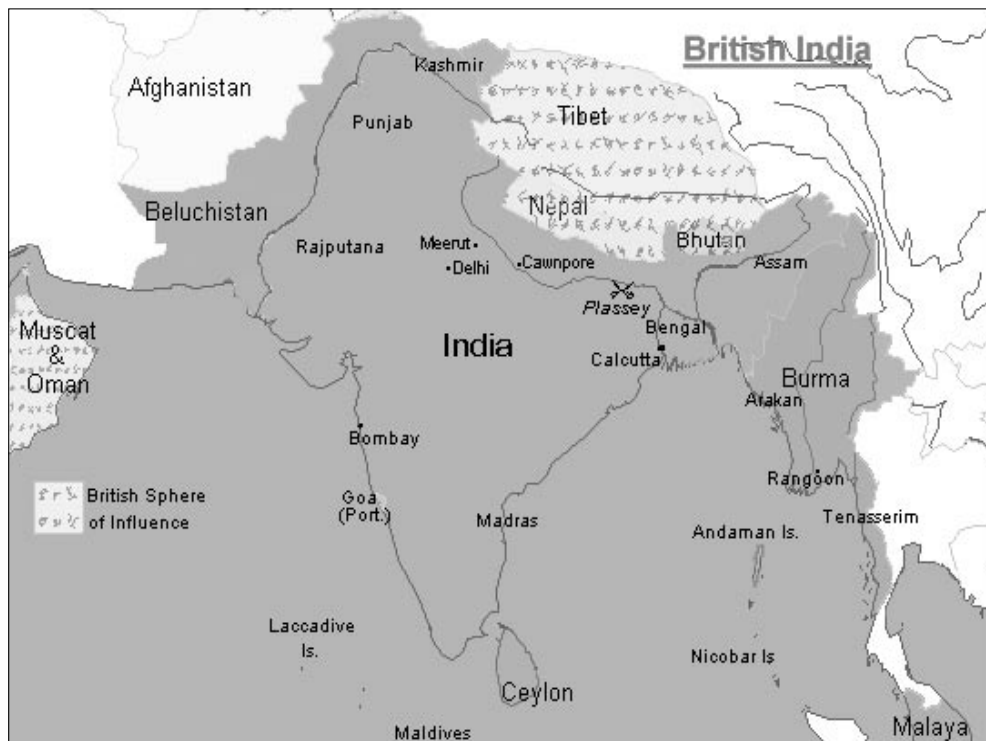 British India
Kashmir
Afghanistan
Tibet
Punjab
Nepal
Beluchistan
Bhutan
Rajputana
Meerut
Delhi
Cawnpore
Assam
Plassey
Muscat
&
Oman
India
Bengal
Calcutta
Burma
Arakan
Bombay
Rangoon
British Sphere
of Influence
Goa
(Port.)
Madras
Tenasserim
Andaman Is.
Laccadive
Is.
Nicobar Is
Ceylon
Maldives
Malaya